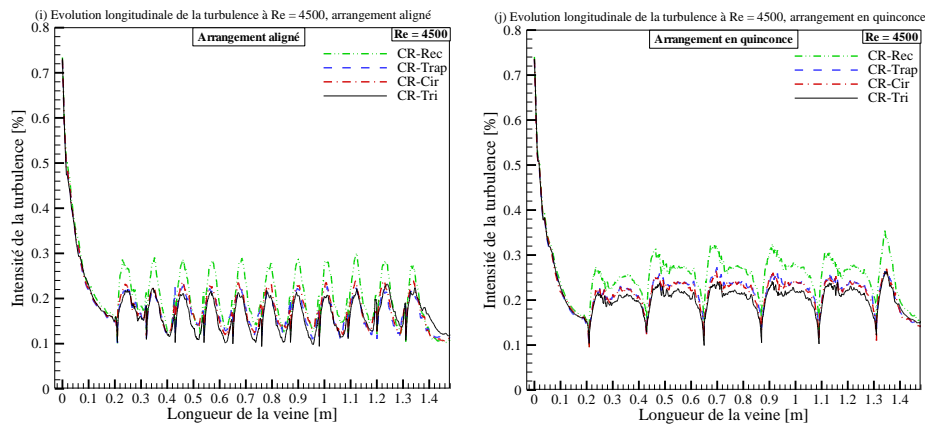 (i) Evolution longitudinale de la turbulence à Re = 4500, arrangement aligné
Arrangement aligné
Re = 4500
CR-Rec
CR-Trap
CR-Cir
CR-Tri
Intensité de la turbulence [%]
0.8
0.7
0.6
0.5
0.4
0.3
0.2
0.1
0
0 0.1 0.2 0.3 0.4 0.5 0.6 0.7 0.8 0.9 1 1.1 1.2 1.3 1.4
Longueur de la veine [m]
(j) Evolution longitudinale de la turbulence à Re = 4500, arrangement en quinconce
Arrangement en quinconce
Re = 4500
CR-Rec
CR-Trap
CR-Cir
CR-Tri
Intensité de la turbulence [%]
0.8
0.7
0.6
0.5
0.4
0.3
0.2
0.1
0
0 0.1 0.2 0.3 0.4 0.5 0.6 0.7 0.8 0.9 1 1.1 1.2 1.3 1.4
Longueur de la veine [m]